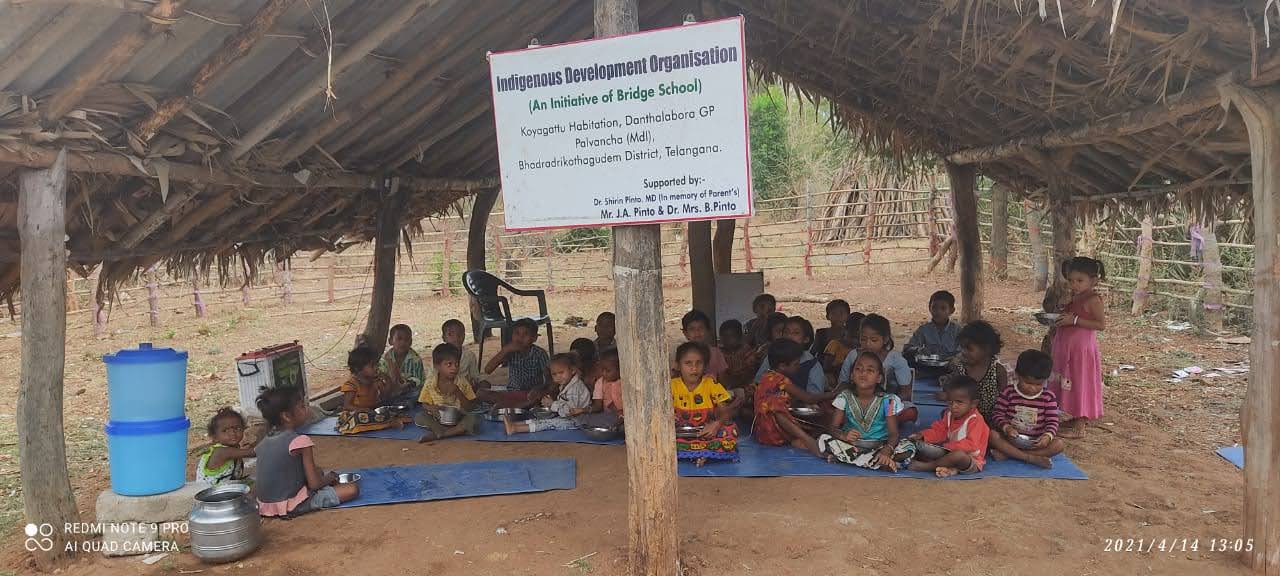 Indigenous Development Organisation
(An Initiative of Bridge School)
Koyagattu Habitation, Danthalabora GP
Palvancha (Mdl),
Bhadradrikothagudem District, Telangana.
Supported by:-
Dr. Shirin Pinto. MD (In memory of Parent's)
Mr. J.A. Pinto & Dr. Mrs. B.Pinto
REDMI NOTE 9 PRO
AI QUAD CAMERA
2021/4/14 13:05